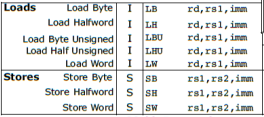 Loads Load Byte I LB rd,rs1,imm
Load Halfword I LH rd,rs1,imm
Load Byte Unsigned I LBU rd,rs1,imm
Load Half Unsigned I LHU rd,rs1,imm
Load Word I LW rd,rs1,imm
Stores Store Byte S SB rs1,rs2,imm
Store Halfword S SH rs1,rs2,imm
Store Word S SW rs1,rs2,imm